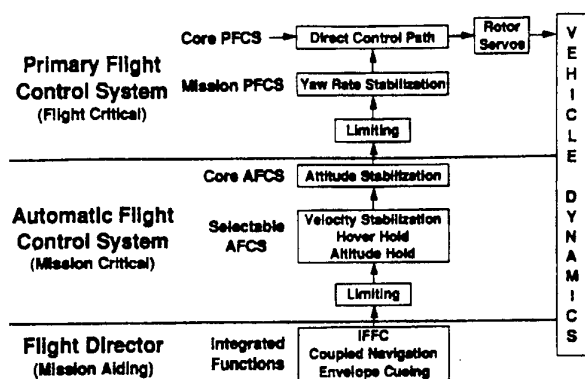 Primary Flight
Control System
(Flight Critical)
Core PFCS
Direct Control Path
Rotor
Servos
Mission PFCS
Yaw Rate Stabilization
Limiting
Automatic Flight
Control System
(Mission Critical)
Core AFCS
Attitude Stabilization
Selectable
AFCS
Velocity Stabilization
Hover Hold
Altitude Hold
Limiting
Flight Director
(Mission Aiding)
Integrated
Functions
IFFC
Coupled Navigation
Envelope Cueing
VEHICLE DYNAMICS